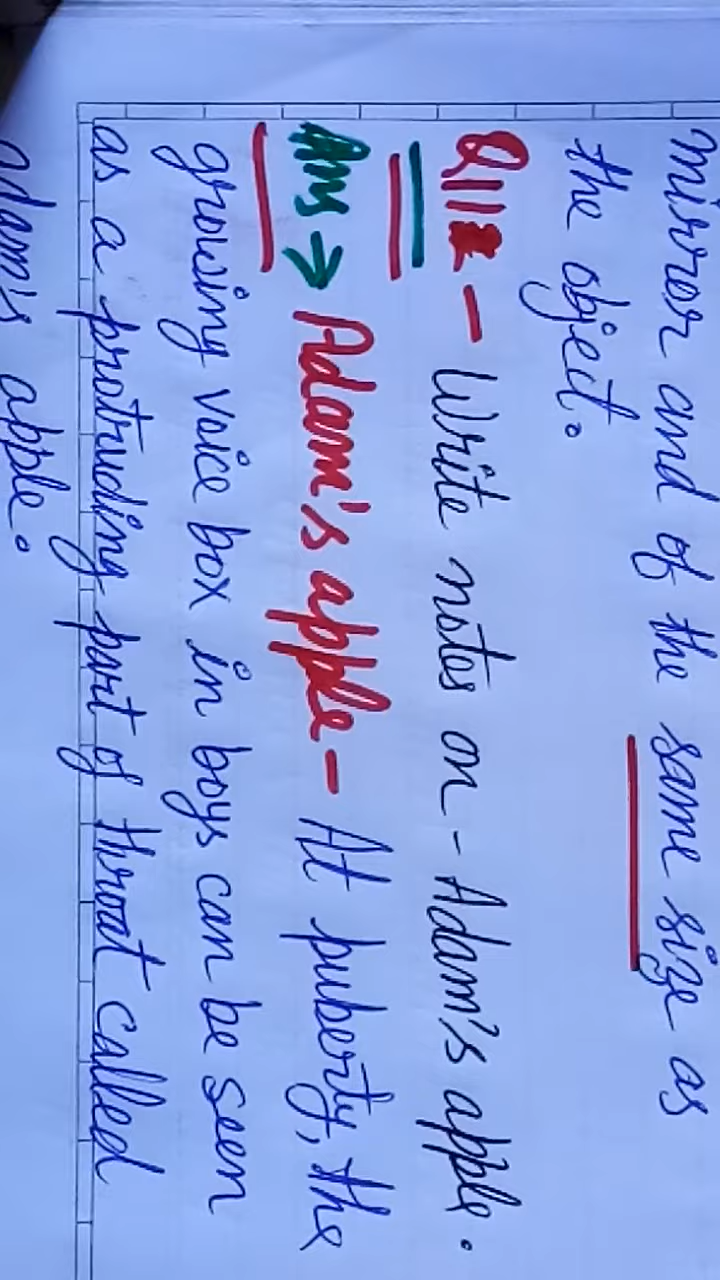 mirror and of the same size as
the object.
Q11 - Write notes on - Adam's apple.
Ans → Adam's apple - At puberty, the
growing voice box in boys can be seen
as a protruding part of throat called
adam's apple.